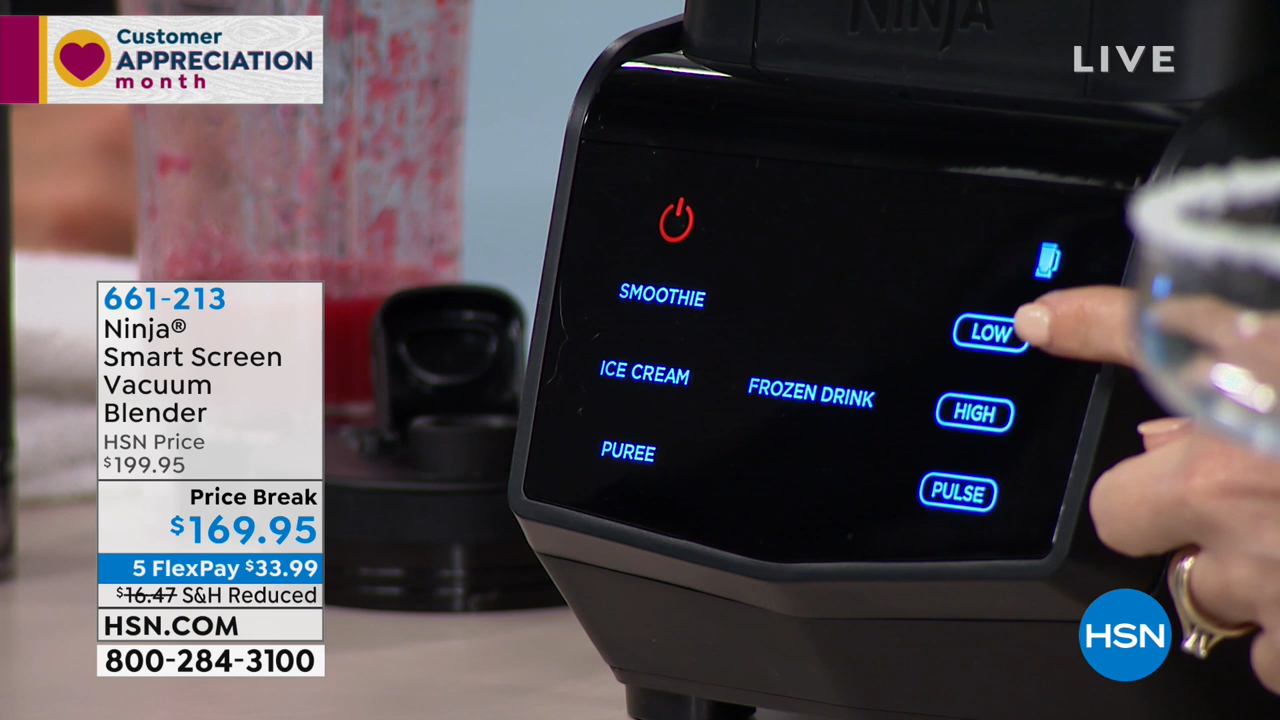 Customer
APPRECIATION
month
LIVE
NINJA
SMOOTHIE
ICE CREAM
PUREE
FROZEN DRINK
LOW
HIGH
PULSE
661-213
Ninja®
Smart Screen
Vacuum
Blender
HSN Price
$199.95
Price Break
$169.95
5 FlexPay $33.99
$16.47 S&H Reduced
HSN.COM
800-284-3100
HSN